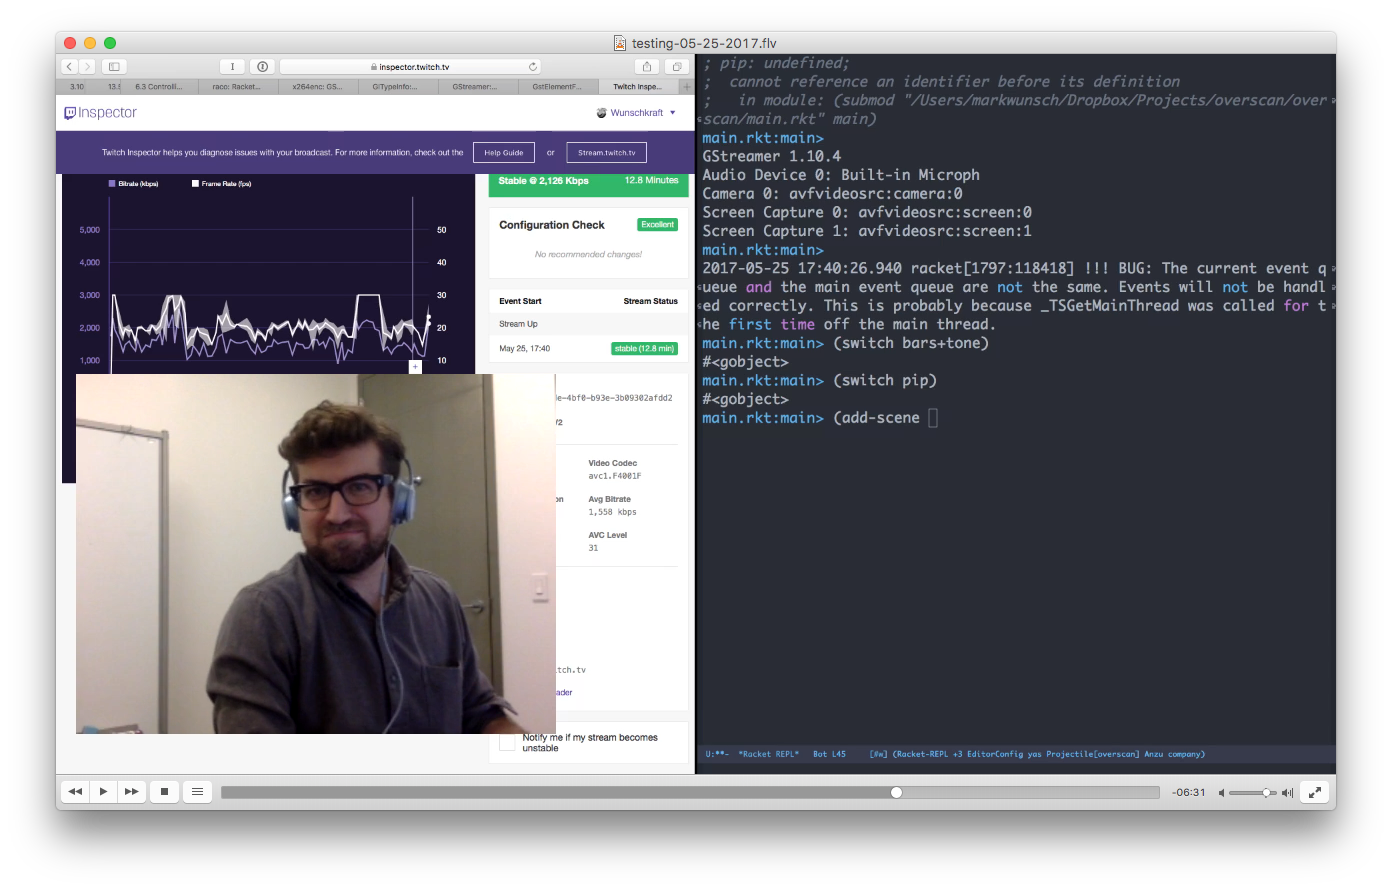 testing-05-25-2017.flv
inspector.twitch.tv
3.10
13.5
6.3 Controlli...
raco: Racket...
x264enc: GS...
GlTypeInfo:...
GStreamer:...
GstElementF...
Twitch Inspe...
Inspector
Wunschkraft
Twitch Inspector helps you diagnose issues with your broadcast. For more information, check out the
Help Guide
or
Stream.twitch.tv
Bitrate (kbps)
Frame Rate (fps)
5,000
4,000
3,000
2,000
1,000
50
40
30
20
10
Stable @ 2,126 Kbps
12.8 Minutes
Configuration Check
Excellent
No recommended changes!
Event Start
Stream Status
Stream Up
May 25, 17:40
stable (12.8 min)
le-4bf0-b93e-3b09302afdd2
/2
Video Codec
avc1.F4001F
on
Avg Bitrate
1,558 kbps
AVC Level
31
itch.tv
ader
Notify me if my stream becomes
unstable
; pip: undefined;
;  cannot reference an identifier before its definition
;   in module: (submod "/Users/markwunsch/Dropbox/Projects/overscan/over
scan/main.rkt" main)
main.rkt:main>
GStreamer 1.10.4
Audio Device 0: Built-in Microph
Camera 0: avfvideosrc:camera:0
Screen Capture 0: avfvideosrc:screen:0
Screen Capture 1: avfvideosrc:screen:1
main.rkt:main>
2017-05-25 17:40:26.940 racket[1797:118418] !!! BUG: The current event q
ueue and the main event queue are not the same. Events will not be handl
ed correctly. This is probably because _TSGetMainThread was called for t
he first time off the main thread.
main.rkt:main> (switch bars+tone)
#<gobject>
main.rkt:main> (switch pip)
#<gobject>
main.rkt:main> (add-scene
U:**-  *Racket REPL*   Bot L45    [#w] (Racket-REPL +3 EditorConfig yas Projectile[overscan] Anzu company)
-06:31